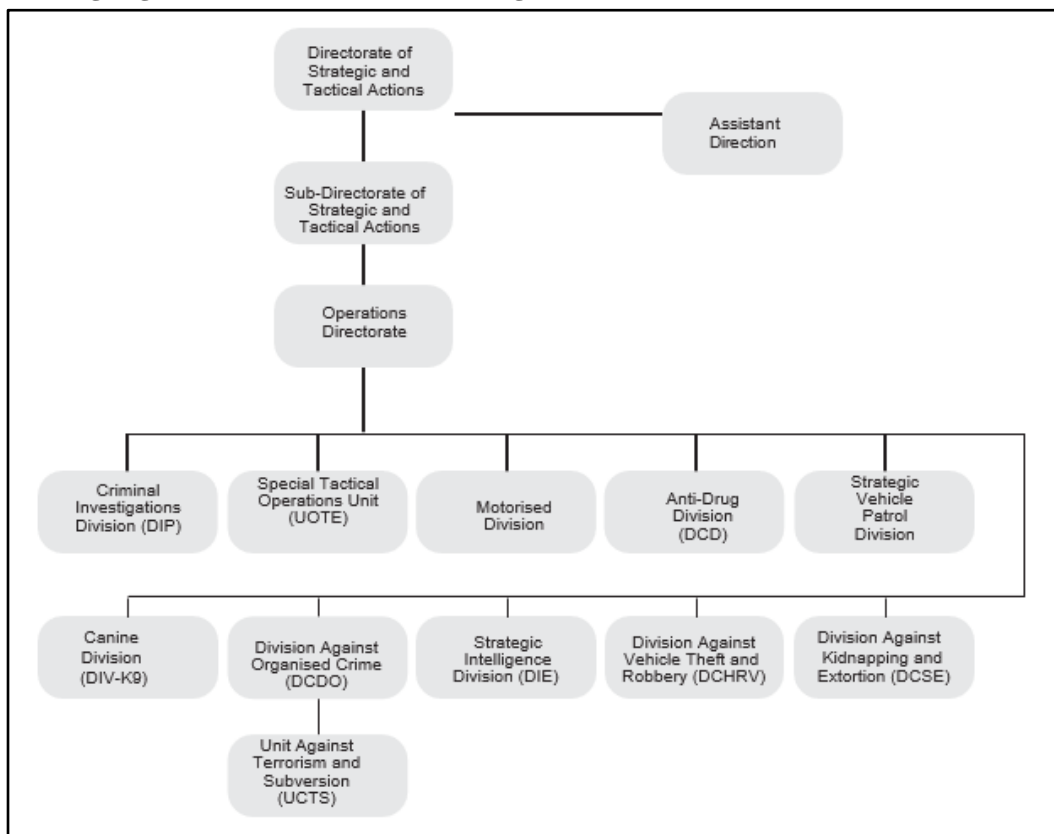 Directorate of
Strategic and
Tactical Actions
Assistant
Direction
Sub-Directorate of
Strategic and
Tactical Actions
Operations
Directorate
Criminal
Investigations
Division (DIP)
Special Tactical
Operations Unit
(UOTE)
Motorised
Division
Anti-Drug
Division
(DCD)
Strategic
Vehicle
Patrol
Division
Canine
Division
(DIV-K9)
Division Against
Organised Crime
(DCDO)
Strategic
Intelligence
Division (DIE)
Division Against
Vehicle Theft and
Robbery (DCHRV)
Division Against
Kidnapping and
Extortion (DCSE)
Unit Against
Terrorism and
Subversion
(UCTS)